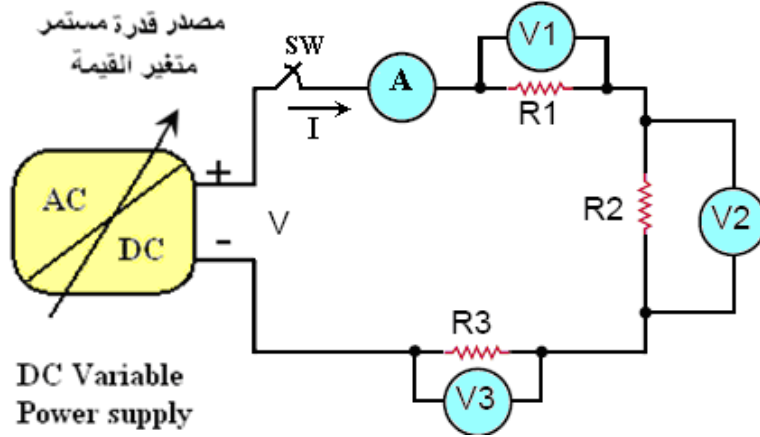 مصدر قدرة مستمر
متغير القيمة
SW
A
V1
I
R1
AC
DC
+
-
V
R2
V2
R3
V3
DC Variable
Power supply